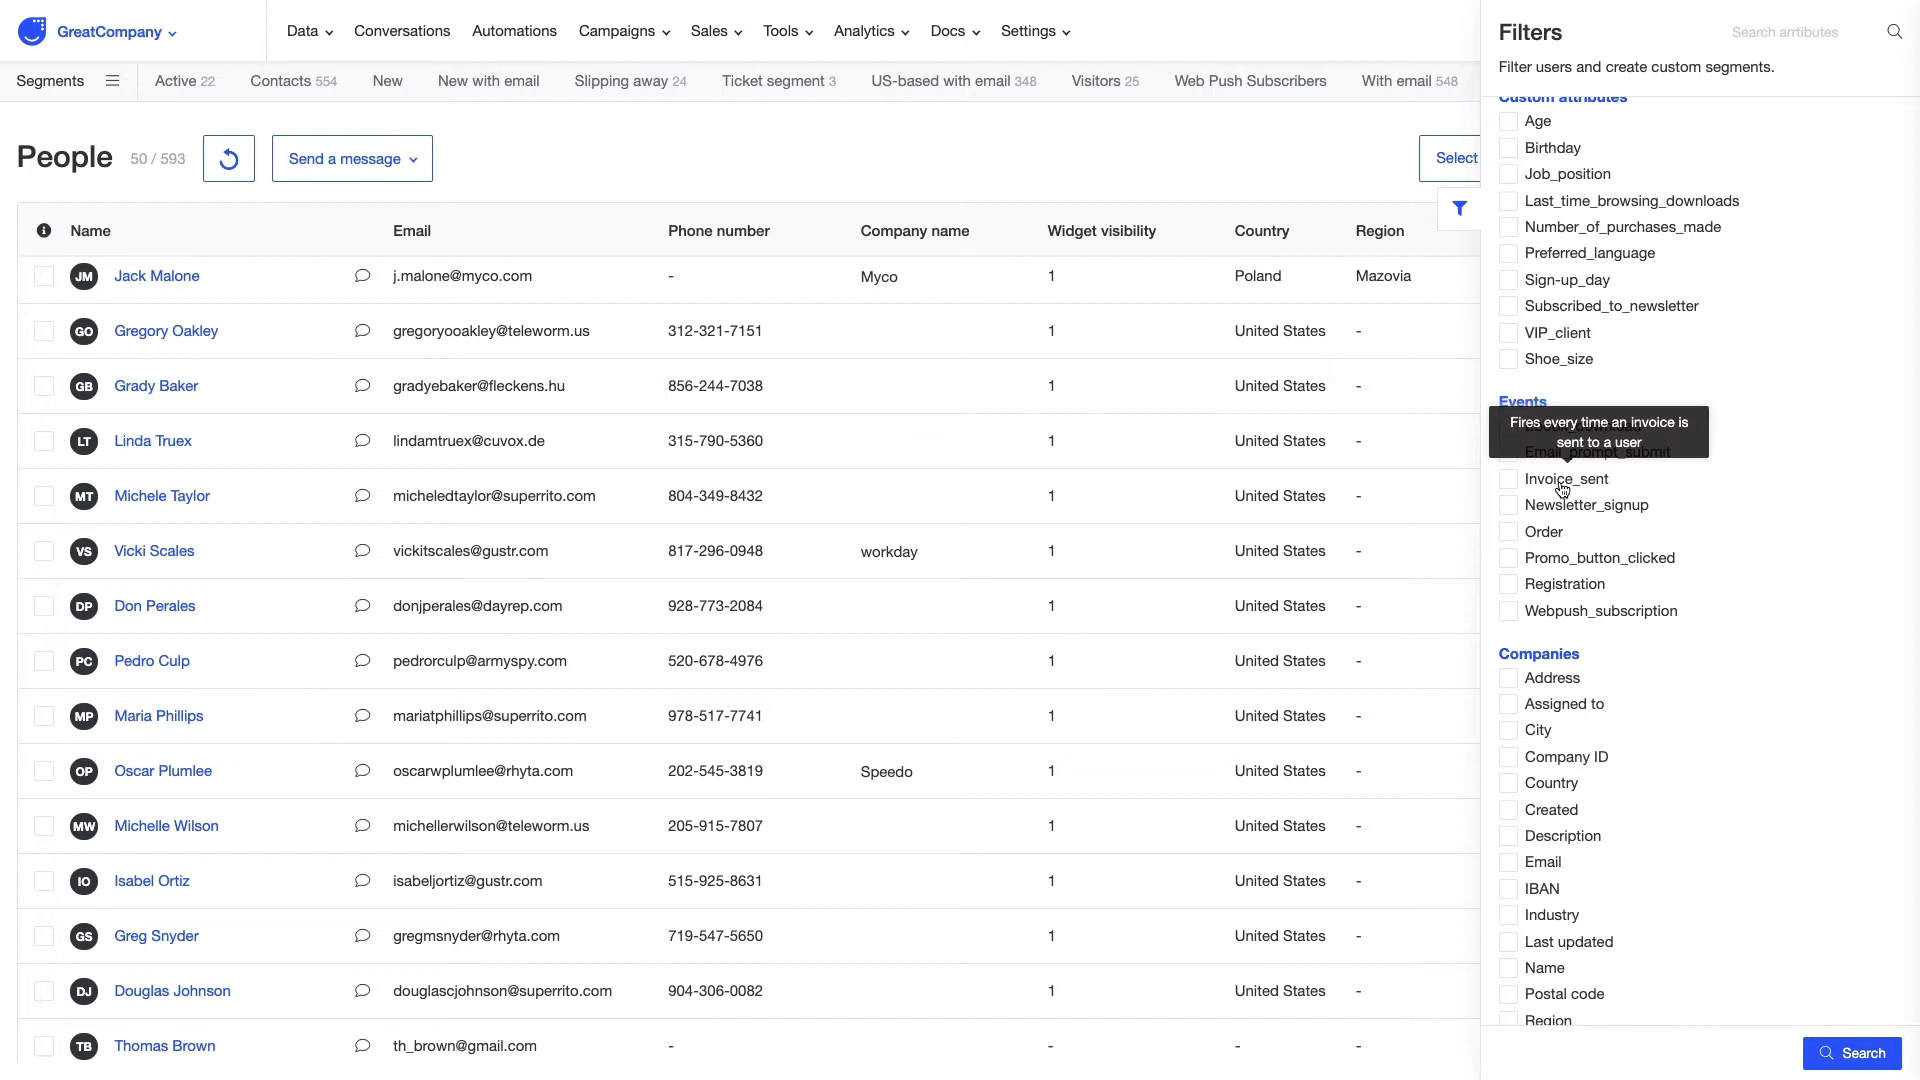 GreatCompany
Data
Conversations
Automations
Campaigns
Sales
Tools
Analytics
Docs
Settings
Segments
Active 22
Contacts 554
New
New with email
Slipping away 24
Ticket segment 3
US-based with email 348
Visitors 25
Web Push Subscribers
With email 548
People 50 / 593
Send a message
Select
Name Email Phone number Company name Widget visibility Country Region
JM Jack Malone j.malone@myco.com - Myco 1 Poland Mazovia
GO Gregory Oakley gregoryooakley@teleworm.us 312-321-7151 1 United States -
GB Grady Baker gradyebaker@fleckens.hu 856-244-7038 1 United States -
LT Linda Truex lindamtruex@cuvox.de 315-790-5360 1 United States -
MT Michele Taylor micheledtaylor@superrito.com 804-349-8432 1 United States -
VS Vicki Scales vickitscales@gustr.com 817-296-0948 workday 1 United States -
DP Don Perales donjperales@dayrep.com 928-773-2084 1 United States -
PC Pedro Culp pedrorculp@armyspy.com 520-678-4976 1 United States -
MP Maria Phillips mariatphillips@superrito.com 978-517-7741 1 United States -
OP Oscar Plumlee oscarwplumlee@rhyta.com 202-545-3819 Speedo 1 United States -
MW Michelle Wilson michellerwilson@teleworm.us 205-915-7807 1 United States -
IO Isabel Ortiz isabeljortiz@gustr.com 515-925-8631 1 United States -
GS Greg Snyder gregmsnyder@rhyta.com 719-547-5650 1 United States -
DJ Douglas Johnson douglascjohnson@superrito.com 904-306-0082 1 United States -
TB Thomas Brown th_brown@gmail.com - - - -
Filters
Search arrtibutes
Filter users and create custom segments.
Custom attributes
Age
Birthday
Job_position
Last_time_browsing_downloads
Number_of_purchases_made
Preferred_language
Sign-up_day
Subscribed_to_newsletter
VIP_client
Shoe_size
Events
Fires every time an invoice is
sent to a user
Email_prompt_submit
Invoice_sent
Newsletter_signup
Order
Promo_button_clicked
Registration
Webpush_subscription
Companies
Address
Assigned to
City
Company ID
Country
Created
Description
Email
IBAN
Industry
Last updated
Name
Postal code
Region
Search